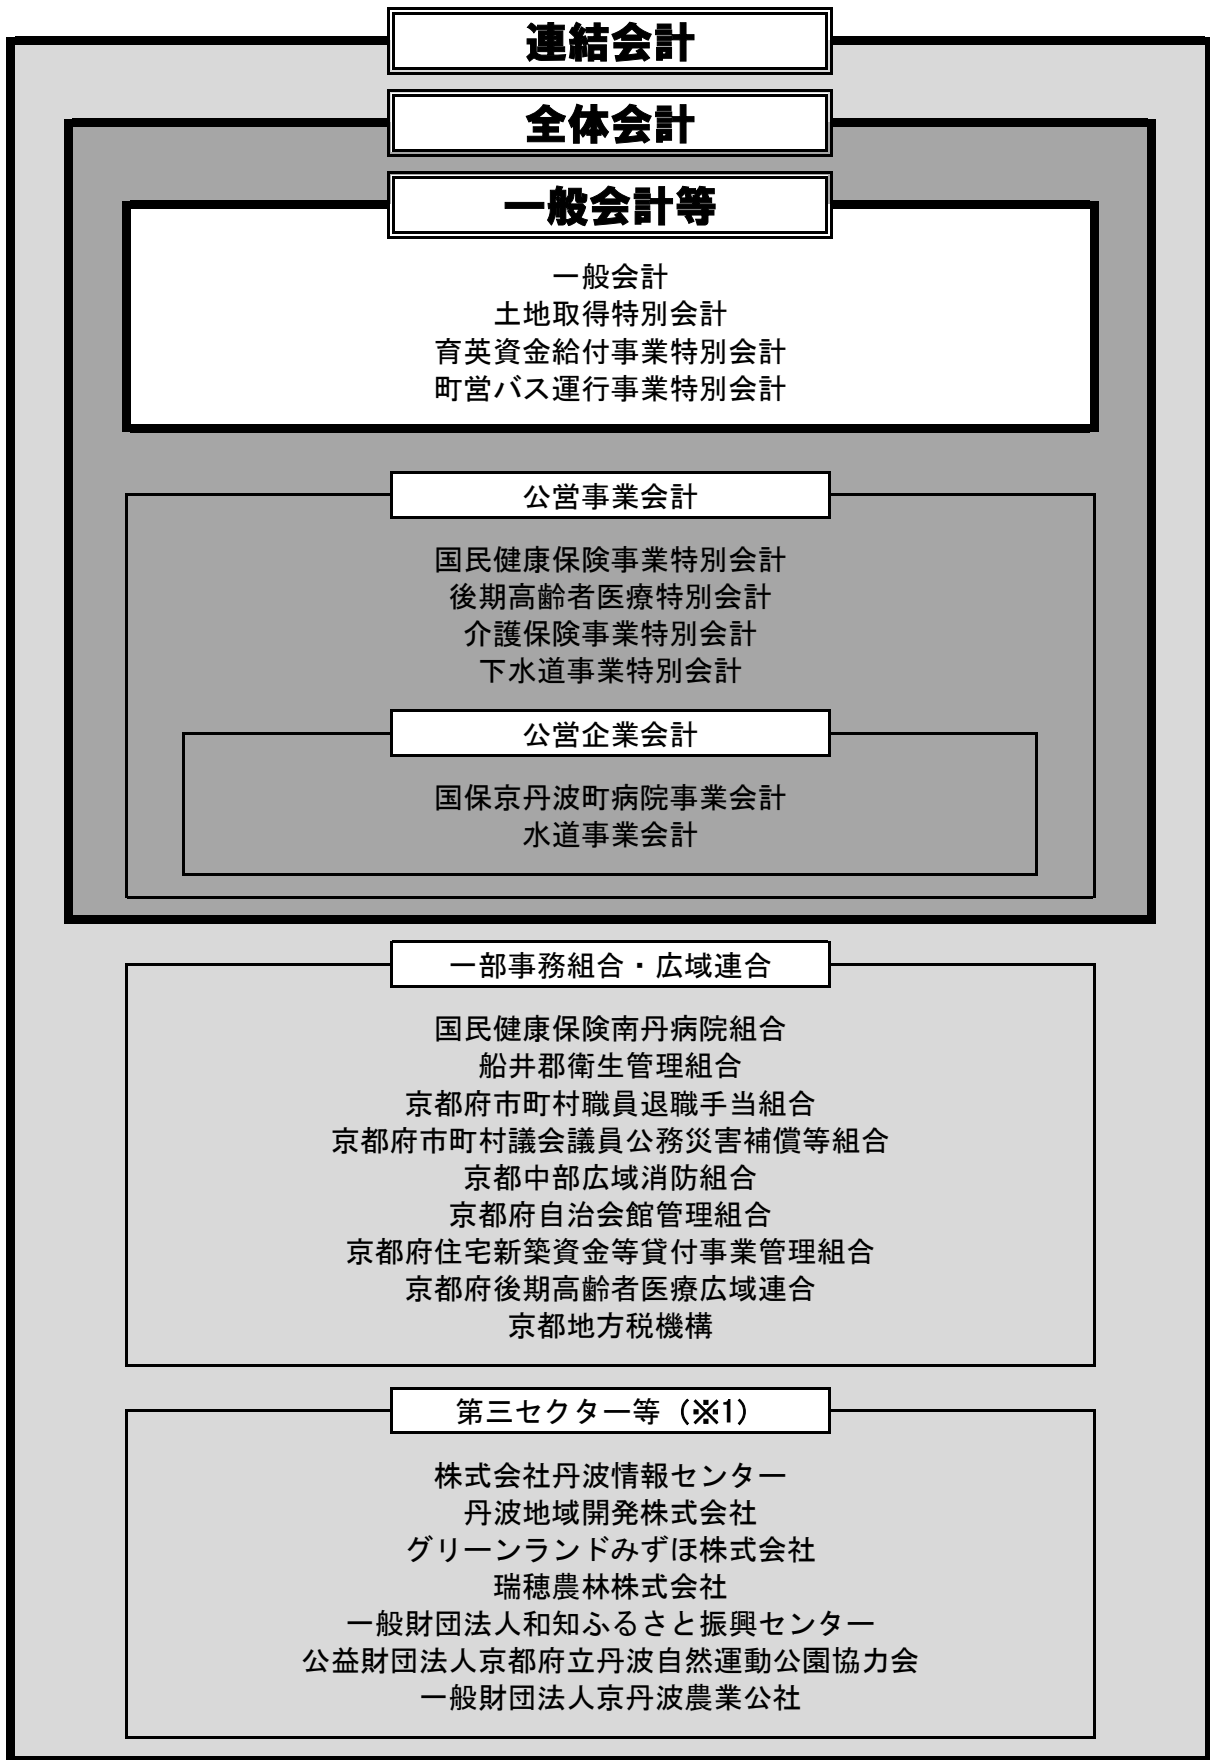 連結会計
全体会計
一般会計等
一般会計
土地取得特別会計
育英資金給付事業特別会計
町営バス運行事業特別会計
公営事業会計
国民健康保険事業特別会計
後期高齢者医療特別会計
介護保険事業特別会計
下水道事業特別会計
公営企業会計
国保京丹波町病院事業会計
水道事業会計
一部事務組合・広域連合
国民健康保険南丹病院組合
船井郡衛生管理組合
京都府市町村職員退職手当組合
京都府市町村議会議員公務災害補償等組合
京都中部広域消防組合
京都府自治会館管理組合
京都府住宅新築資金等貸付事業管理組合
京都府後期高齢者医療広域連合
京都地方税機構
第三セクター等（※1）
株式会社丹波情報センター
丹波地域開発株式会社
グリーンランドみずほ株式会社
瑞穂農林株式会社
一般財団法人和知ふるさと振興センター
公益財団法人京都府立丹波自然運動公園協力会
一般財団法人京丹波農業公社